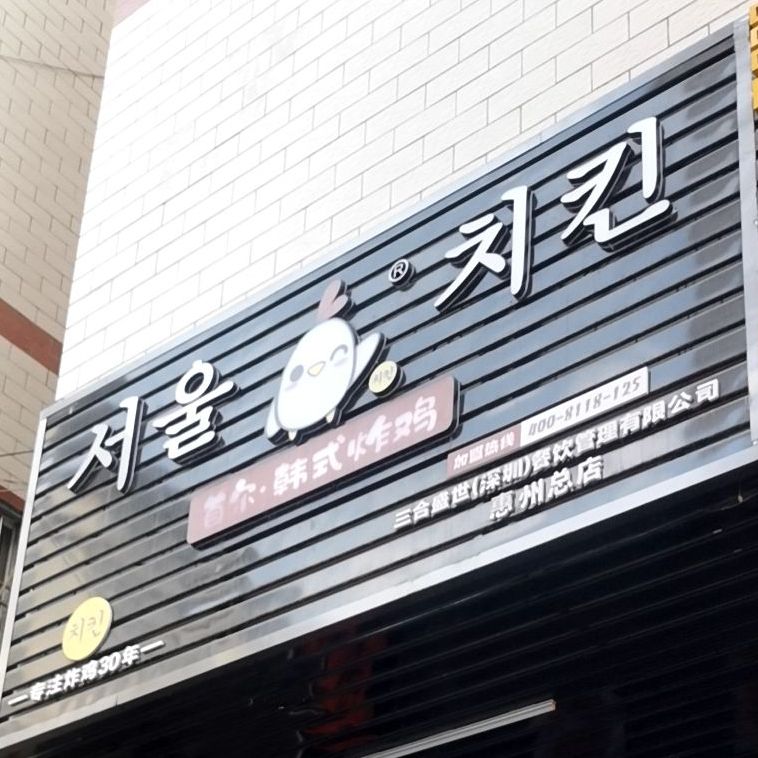 서울 ® 치킨
치킨
首尔·韩式炸鸡
加盟热线 400-8118-125
三合盛世(深圳)餐饮管理有限公司
惠州总店
치킨
—专注炸鸡30年—